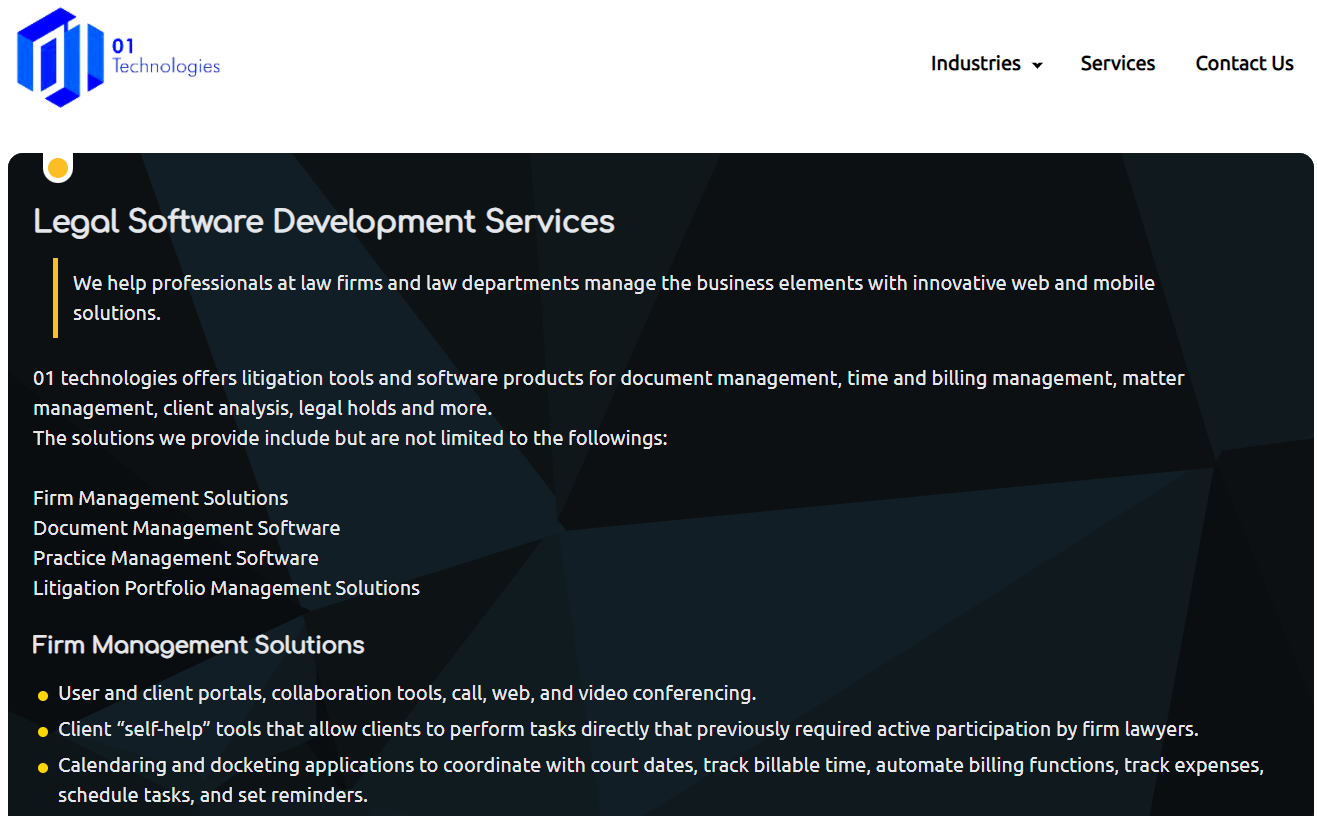 01
Technologies
Industries
Services
Contact Us
Legal Software Development Services
We help professionals at law firms and law departments manage the business elements with innovative web and mobile
solutions.
01 technologies offers litigation tools and software products for document management, time and billing management, matter
management, client analysis, legal holds and more.
The solutions we provide include but are not limited to the followings:
Firm Management Solutions
Document Management Software
Practice Management Software
Litigation Portfolio Management Solutions
Firm Management Solutions
User and client portals, collaboration tools, call, web, and video conferencing.
Client “self-help” tools that allow clients to perform tasks directly that previously required active participation by firm lawyers.
Calendaring and docketing applications to coordinate with court dates, track billable time, automate billing functions, track expenses,
schedule tasks, and set reminders.